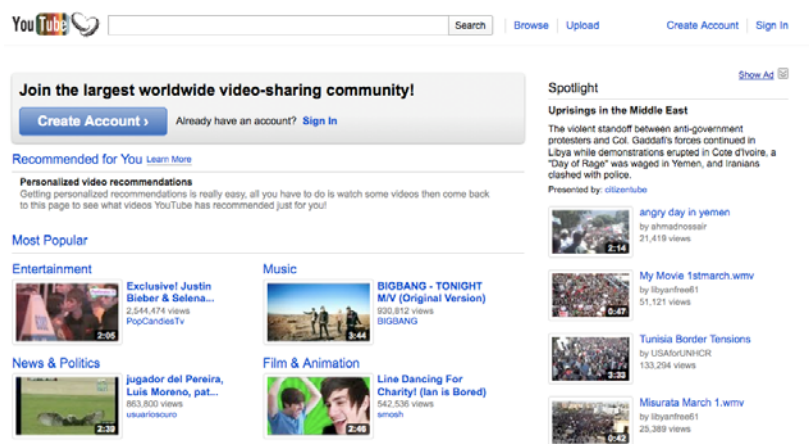 YouTube
Search
Browse
Upload
Create Account
Sign In
Join the largest worldwide video-sharing community!
Create Account ›
Already have an account? Sign In
Recommended for You Learn More
Personalized video recommendations
Getting personalized recommendations is really easy, all you have to do is watch some videos then come back
to this page to see what videos YouTube has recommended just for you!
Most Popular
Entertainment
Exclusive! Justin
Bieber & Selena...
2,544,474 views
PopCandiesTv
2:05
Music
BIGBANG - TONIGHT
M/V (Original Version)
930,812 views
BIGBANG
3:44
News & Politics
jugador del Pereira,
Luis Moreno, pat...
863,800 views
usuarioscuro
2:39
Film & Animation
Line Dancing For
Charity! (Ian is Bored)
542,536 views
smosh
2:46
Show Ad
Spotlight
Uprisings in the Middle East
The violent standoff between anti-government
protesters and Col. Gaddafi's forces continued in
Libya while demonstrations erupted in Cote d'Ivoire, a
"Day of Rage" was waged in Yemen, and Iranians
clashed with police.
Presented by: citizentube
angry day in yemen
by ahmadnossair
21,419 views
2:14
My Movie 1stmarch.wmv
by libyanfree61
51,121 views
0:47
Tunisia Border Tensions
by USAforUNHCR
133,294 views
3:33
Misurata March 1.wmv
by libyanfree61
25,389 views
0:42